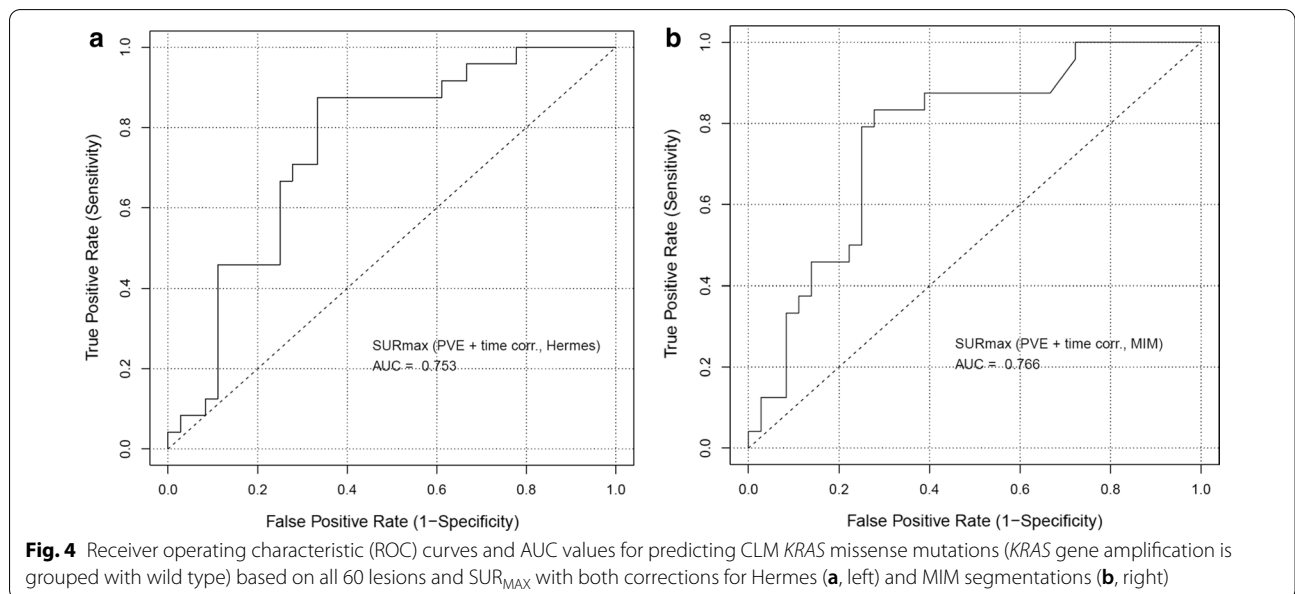 a
True Positive Rate (Sensitivity)
1.0
0.8
0.6
0.4
0.2
0.0
SURmax (PVE + time corr., Hermes)
AUC = 0.753
0.0 0.2 0.4 0.6 0.8 1.0
False Positive Rate (1−Specificity)
b
True Positive Rate (Sensitivity)
1.0
0.8
0.6
0.4
0.2
0.0
SURmax (PVE + time corr., MIM)
AUC = 0.766
0.0 0.2 0.4 0.6 0.8 1.0
False Positive Rate (1−Specificity)
Fig. 4 Receiver operating characteristic (ROC) curves and AUC values for predicting CLM KRAS missense mutations (KRAS gene amplification is
grouped with wild type) based on all 60 lesions and SURMAX with both corrections for Hermes (a, left) and MIM segmentations (b, right)